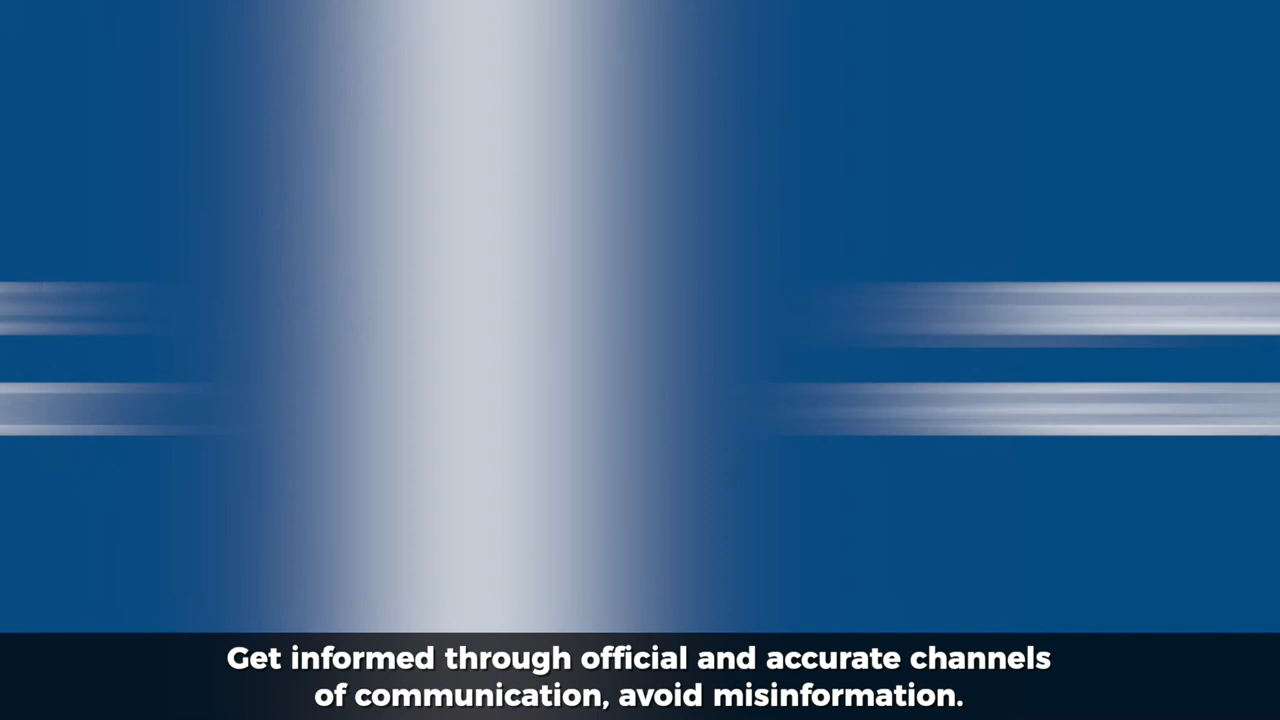 Get informed through official and accurate channels
of communication, avoid misinformation.